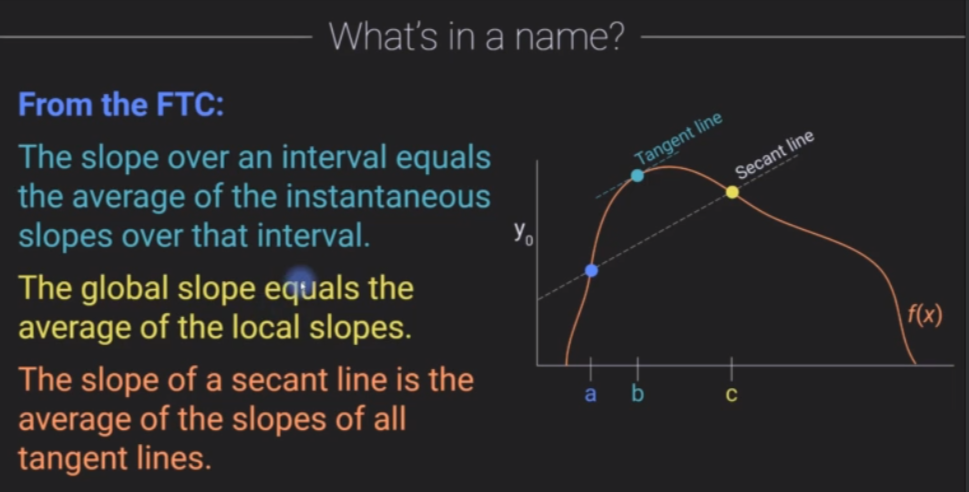 What's in a name?
From the FTC:
The slope over an interval equals
the average of the instantaneous
slopes over that interval.
The global slope equals the
average of the local slopes.
The slope of a secant line is the
average of the slopes of all
tangent lines.
Tangent line
Secant line
y₀
f(x)
a b c